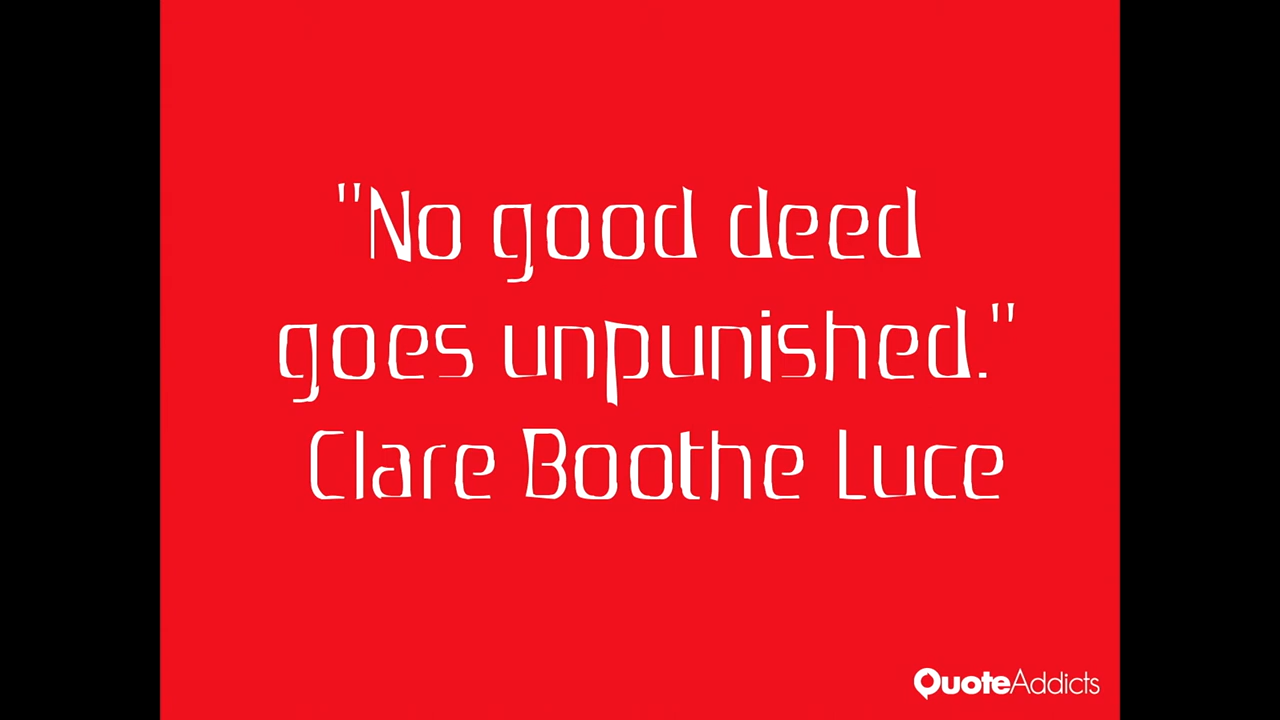 "No good deed
goes unpunished."
Clare Boothe Luce
QuoteAddicts